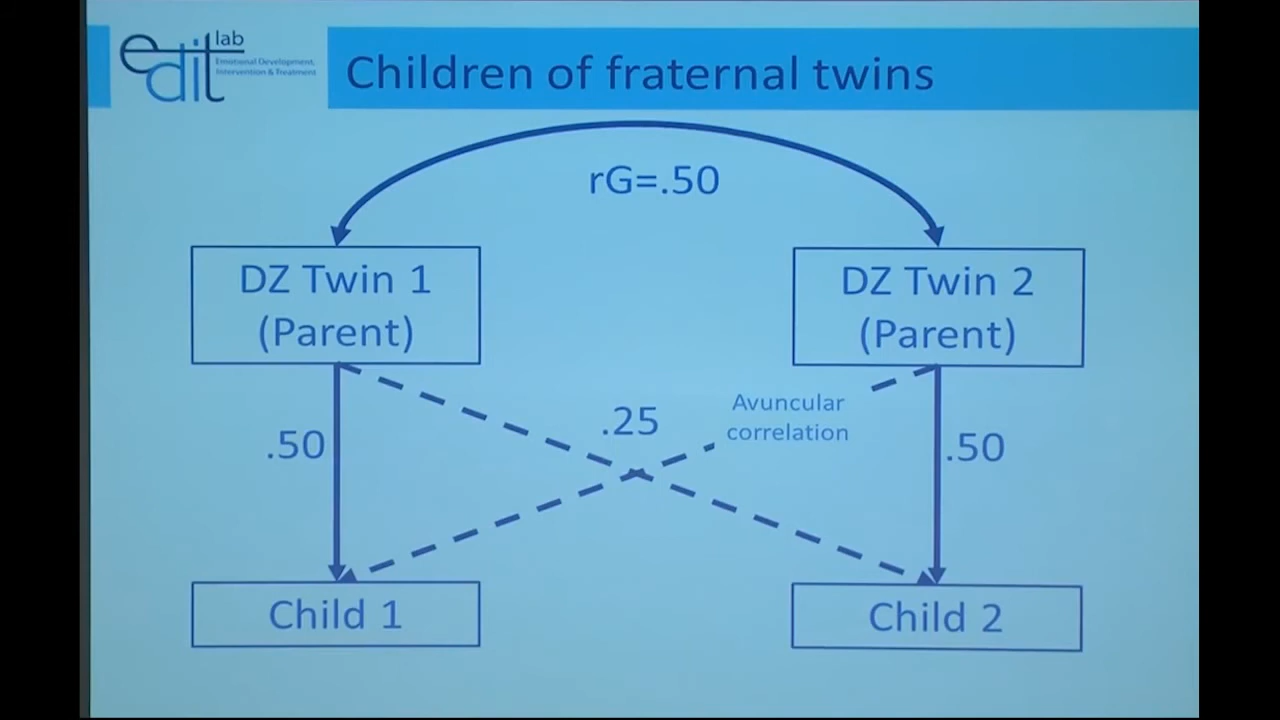 edit lab
Emotional Development,
Intervention & Treatment
Children of fraternal twins
rG=.50
DZ Twin 1
(Parent)
DZ Twin 2
(Parent)
.50
.25
Avuncular
correlation
.50
Child 1
Child 2